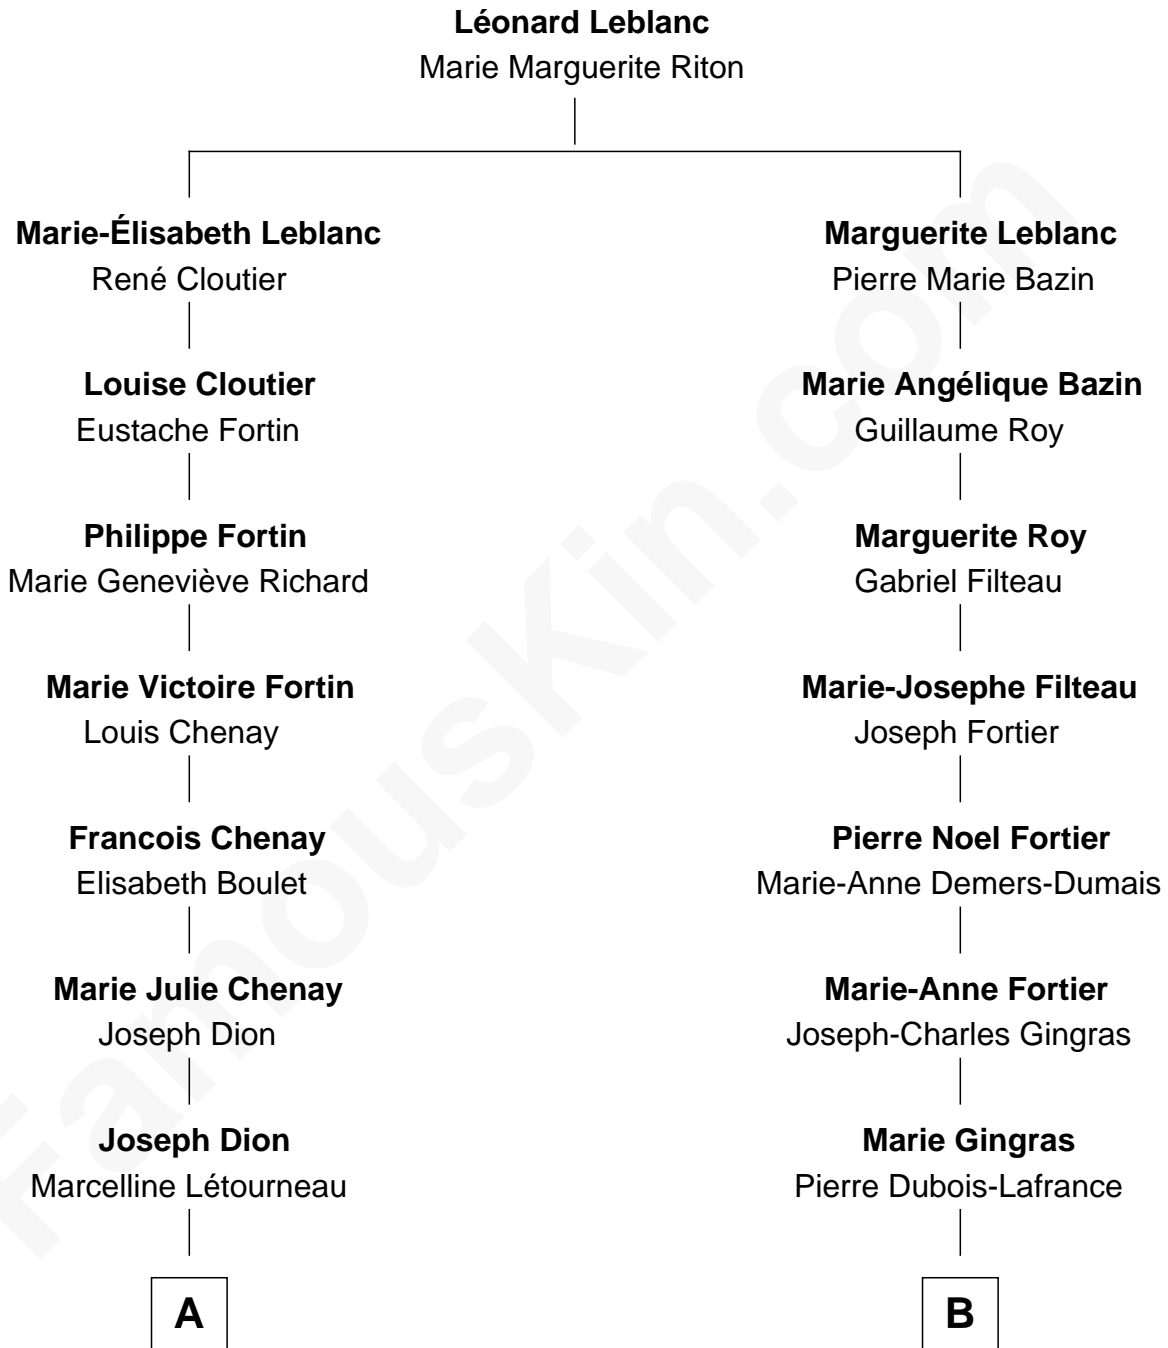 Léonard Leblanc
Marie Marguerite Riton
Marie-Élisabeth Leblanc
René Cloutier
Louise Cloutier
Eustache Fortin
Philippe Fortin
Marie Geneviève Richard
Marie Victoire Fortin
Louis Chenay
Francois Chenay
Elisabeth Boulet
Marie Julie Chenay
Joseph Dion
Joseph Dion
Marcelline Létourneau
A
Marguerite Leblanc
Pierre Marie Bazin
Marie Angélique Bazin
Guillaume Roy
Marguerite Roy
Gabriel Filteau
Marie-Josephe Filteau
Joseph Fortier
Pierre Noel Fortier
Marie-Anne Demers-Dumais
Marie-Anne Fortier
Joseph-Charles Gingras
Marie Gingras
Pierre Dubois-Lafrance
B
FamousKin.com